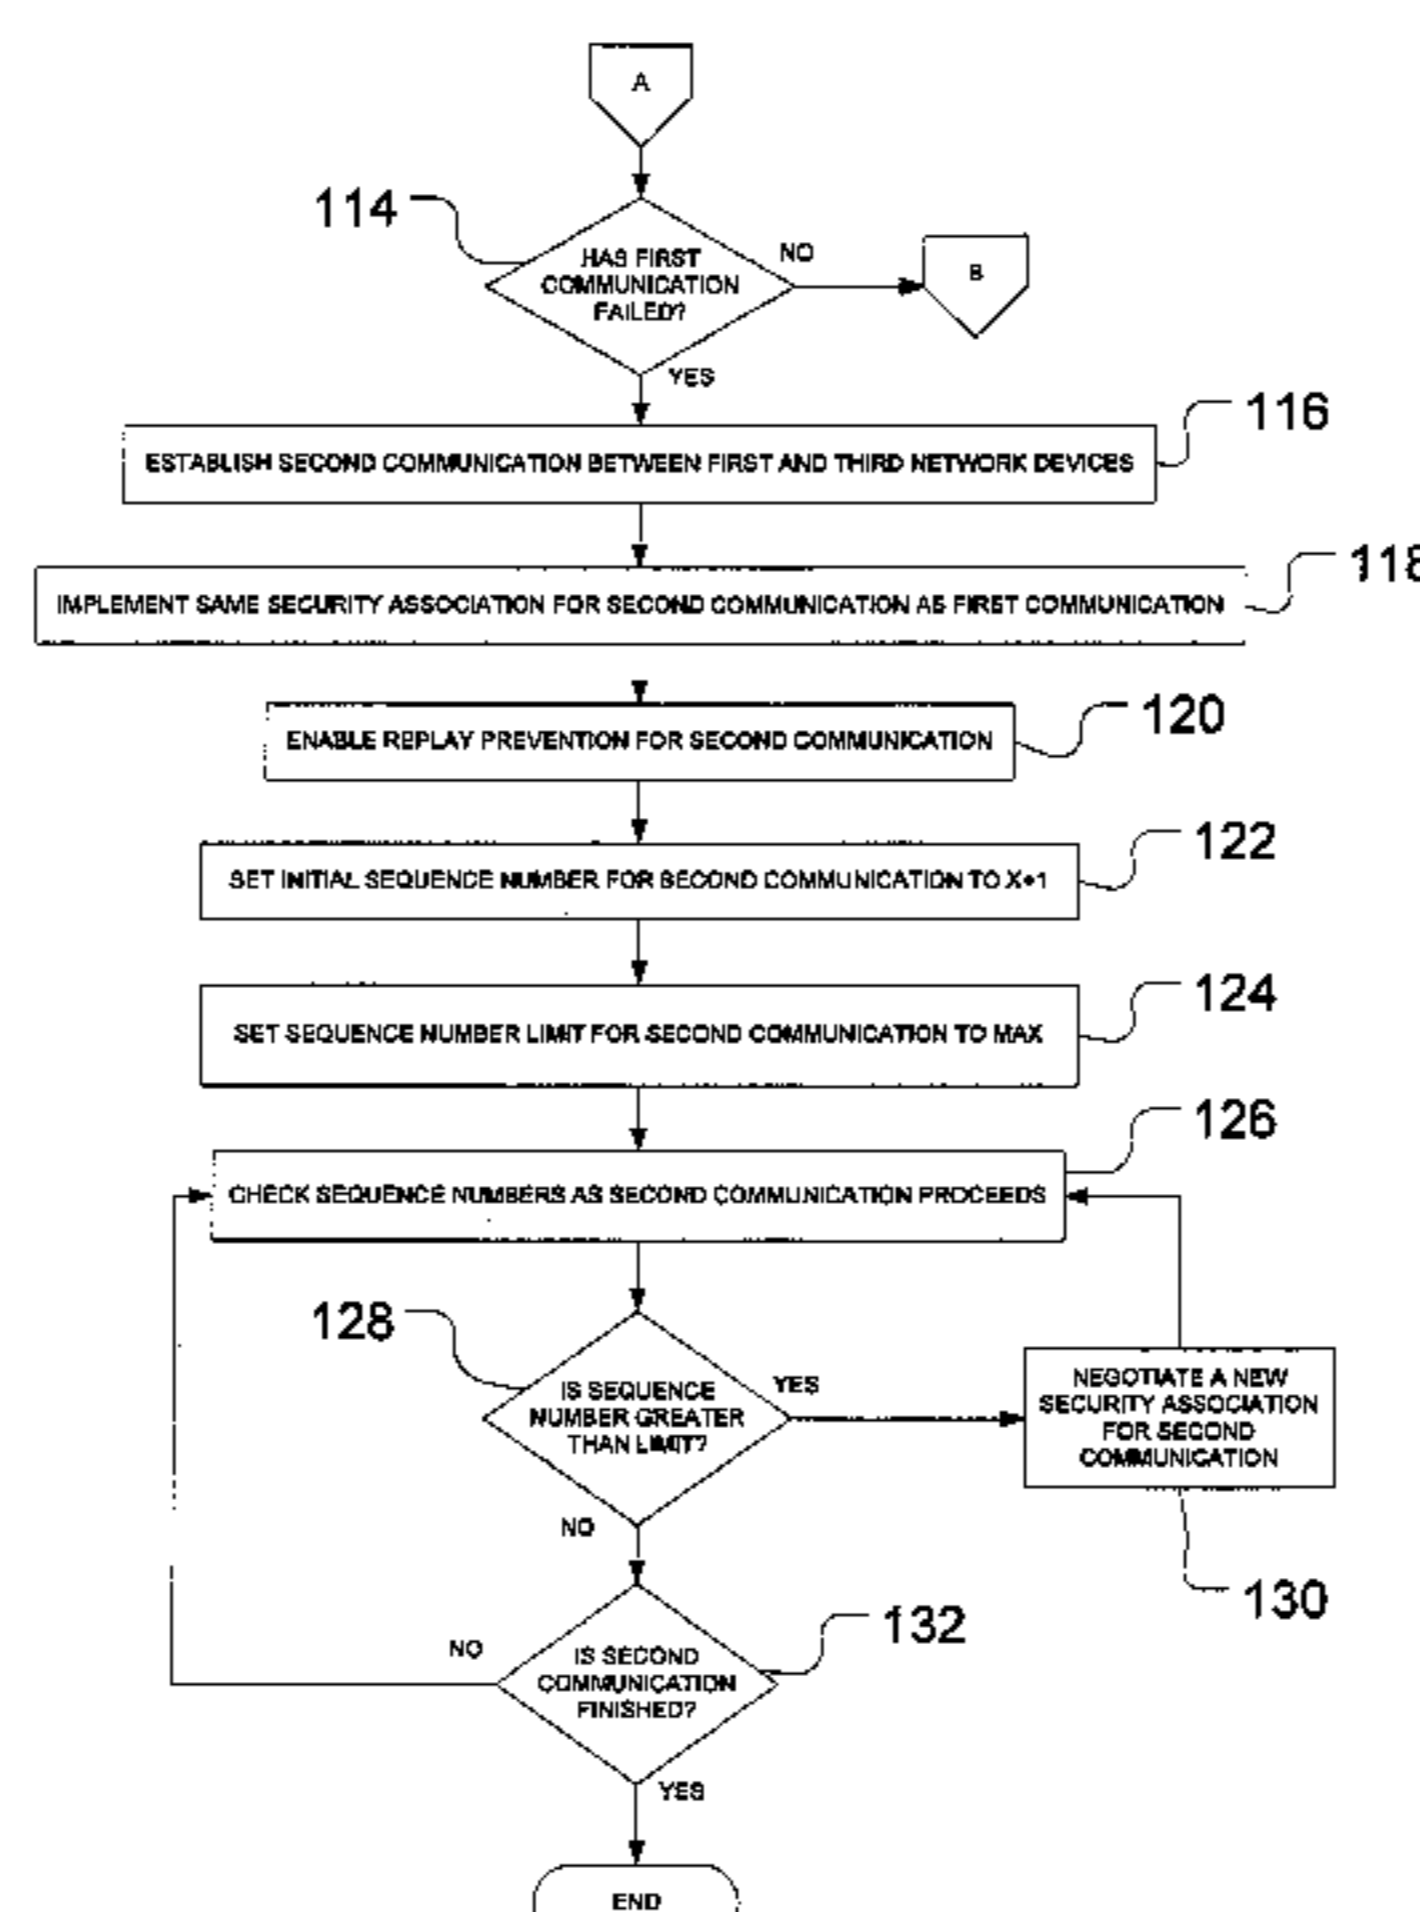 A
114
HAS FIRST
COMMUNICATION
FAILED?
NO
B
YES
116
ESTABLISH SECOND COMMUNICATION BETWEEN FIRST AND THIRD NETWORK DEVICES
118
IMPLEMENT SAME SECURITY ASSOCIATION FOR SECOND COMMUNICATION AS FIRST COMMUNICATION
120
ENABLE REPLAY PREVENTION FOR SECOND COMMUNICATION
122
SET INITIAL SEQUENCE NUMBER FOR SECOND COMMUNICATION TO X+1
124
SET SEQUENCE NUMBER LIMIT FOR SECOND COMMUNICATION TO MAX
126
CHECK SEQUENCE NUMBERS AS SECOND COMMUNICATION PROCEEDS
128
IS SEQUENCE
NUMBER GREATER
THAN LIMIT?
YES
NEGOTIATE A NEW
SECURITY ASSOCIATION
FOR SECOND
COMMUNICATION
NO
130
132
NO
IS SECOND
COMMUNICATION
FINISHED?
YES
END